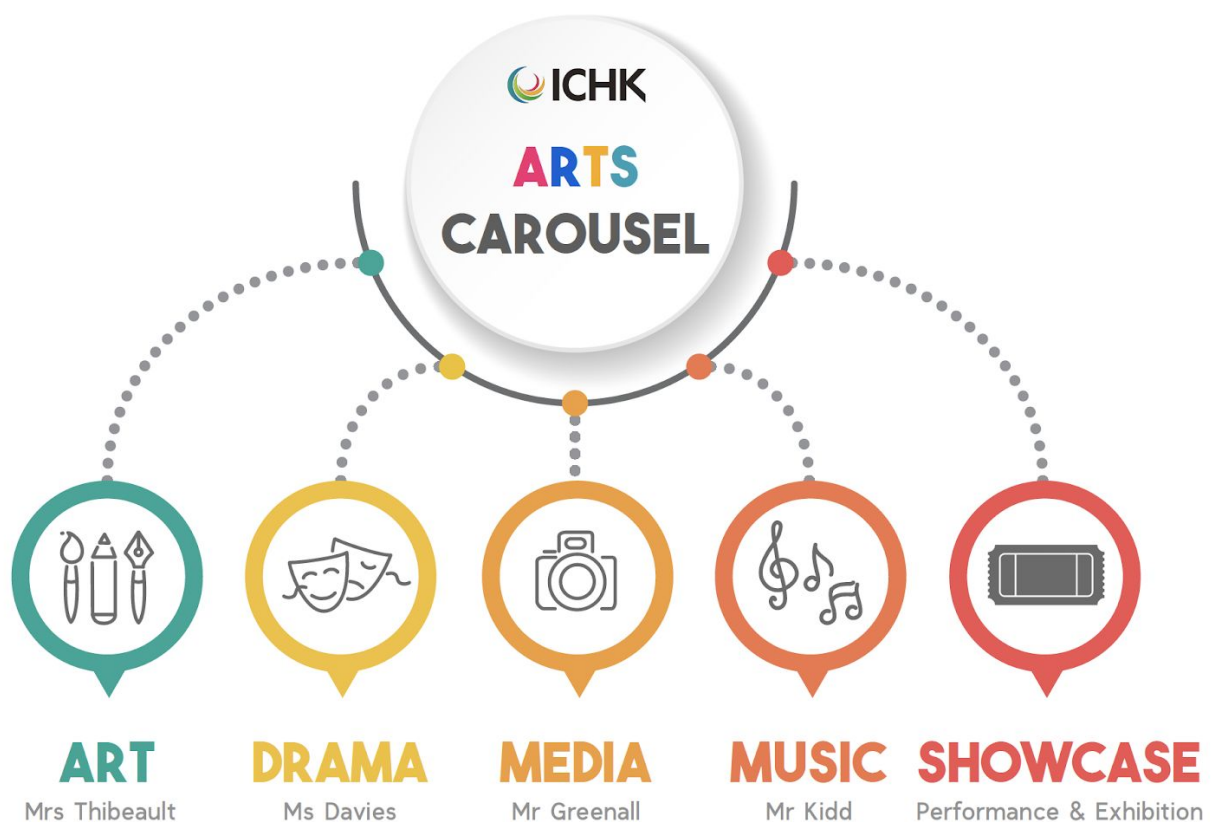 ICHK
ARTS
CAROUSEL
ART
Mrs Thibeault
DRAMA
Ms Davies
MEDIA
Mr Greenall
MUSIC
Mr Kidd
SHOWCASE
Performance & Exhibition